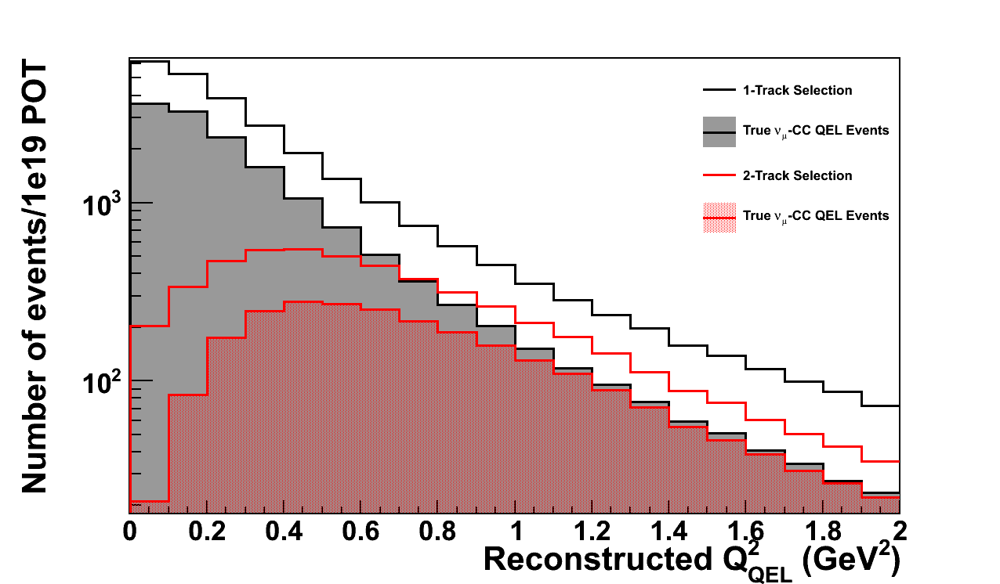 Number of events/1e19 POT
1-Track Selection
True νμ-CC QEL Events
2-Track Selection
True νμ-CC QEL Events
10³
10²
0 0.2 0.4 0.6 0.8 1 1.2 1.4 1.6 1.8 2
Reconstructed Q²QEL (GeV²)